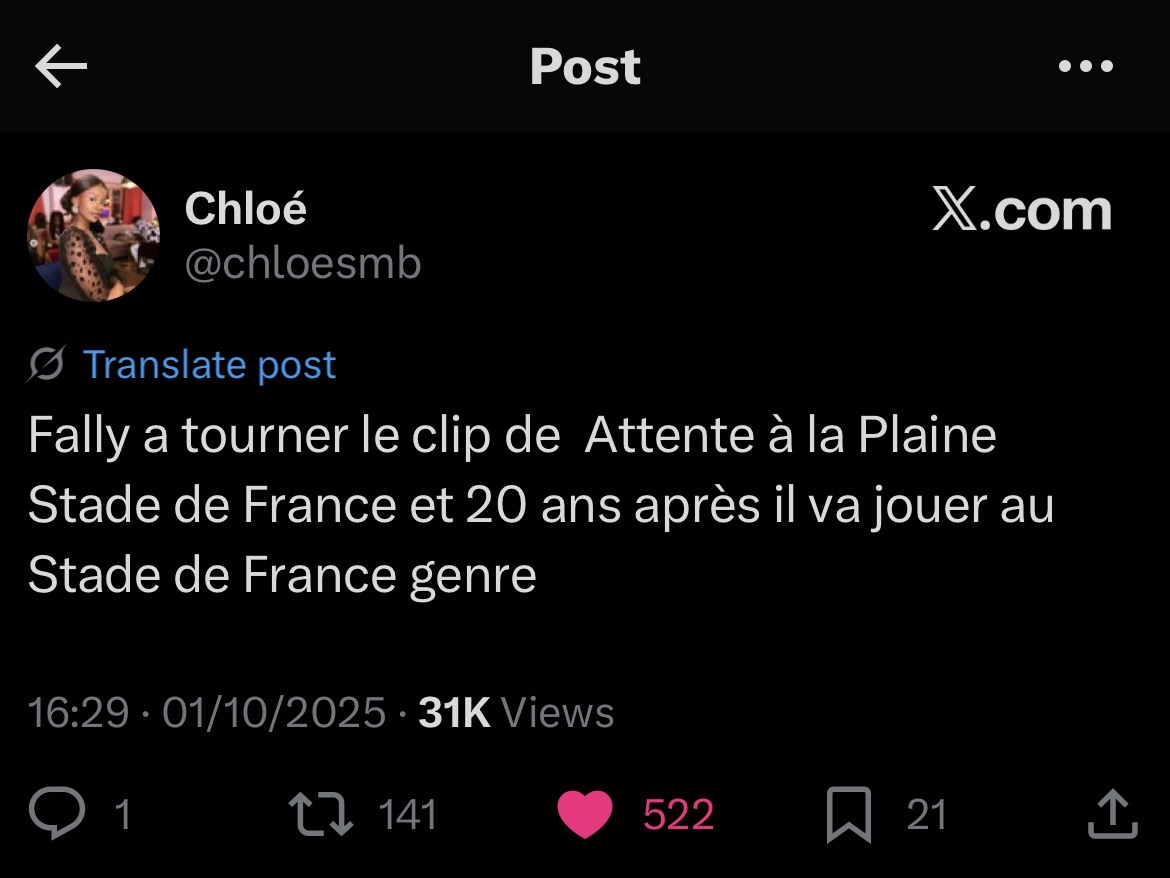 Post
Chloé
@chloesmb
X.com
Translate post
Fally a tourner le clip de  Attente à la Plaine
Stade de France et 20 ans après il va jouer au
Stade de France genre
16:29 · 01/10/2025 · 31K Views
1 141 522 21